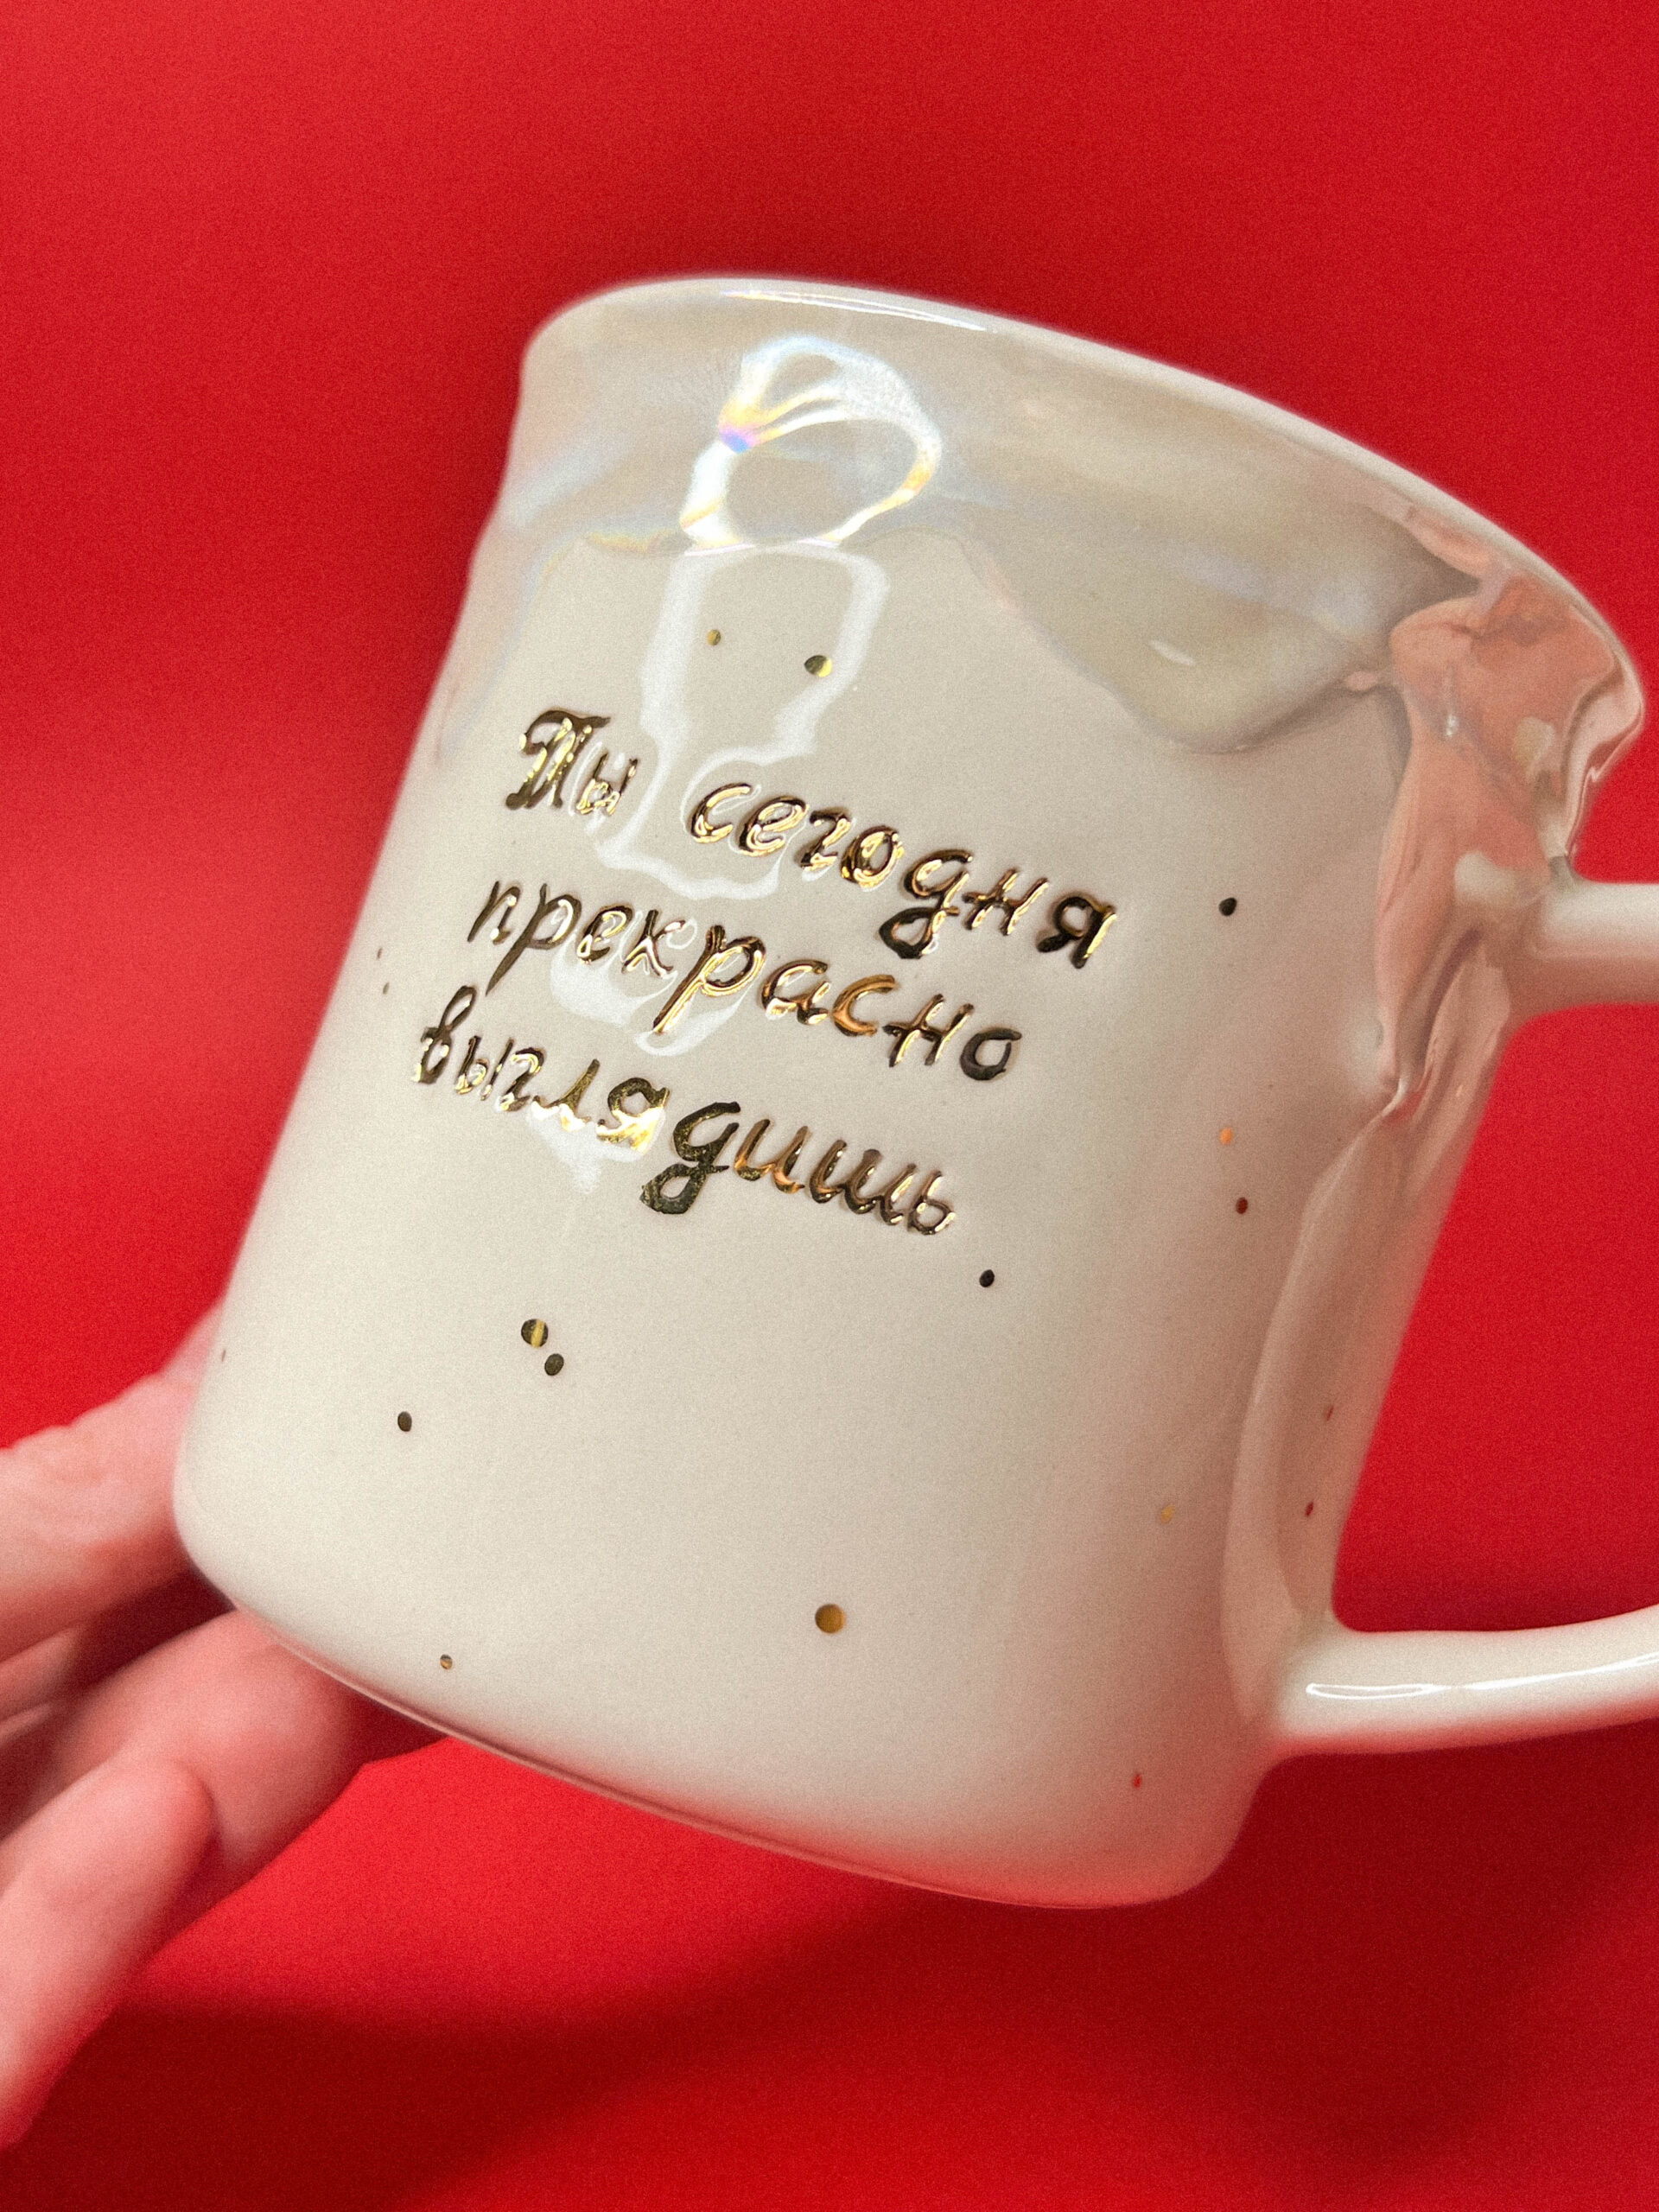 Ты сегодня
прекрасно
выглядишь